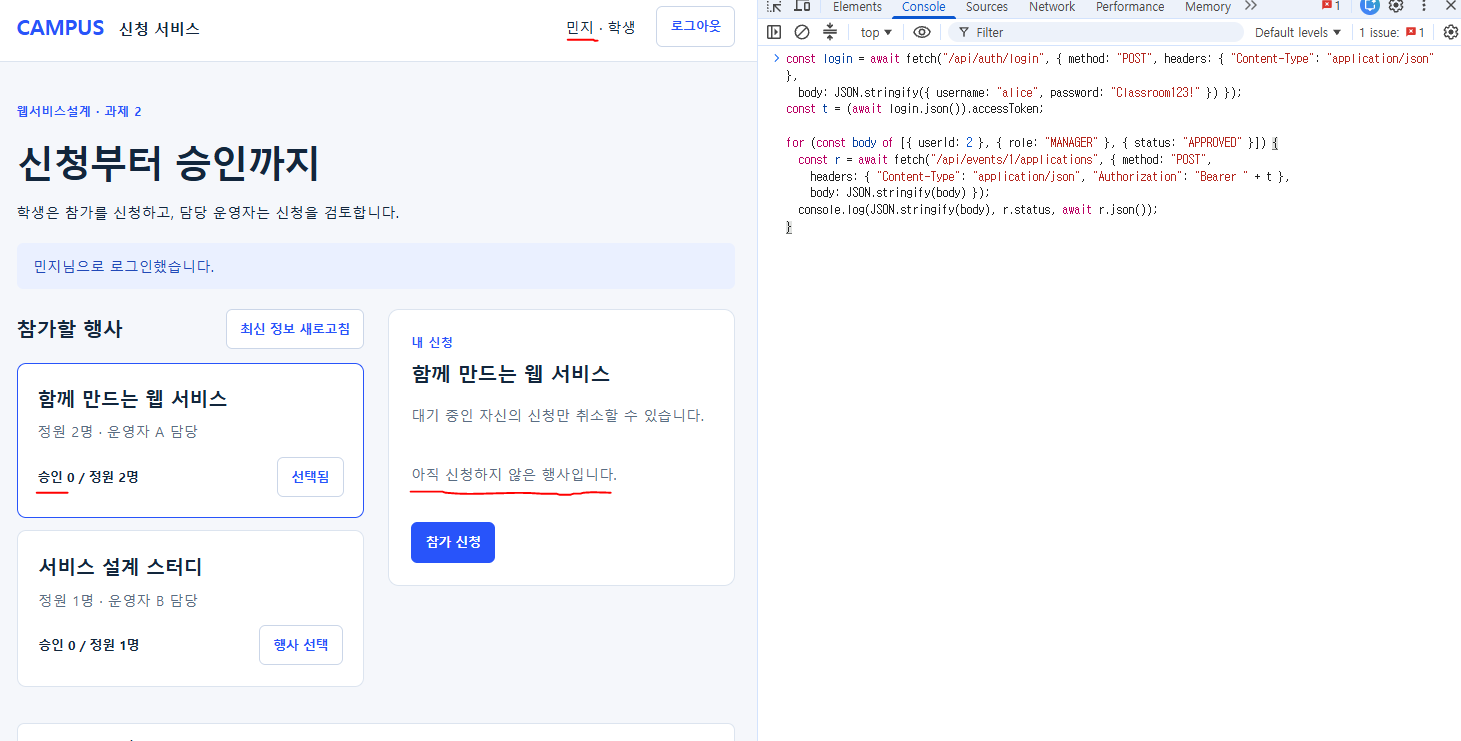 CAMPUS 신청 서비스
민지 · 학생
로그아웃
웹서비스설계 · 과제 2
신청부터 승인까지
학생은 참가를 신청하고, 담당 운영자는 신청을 검토합니다.
민지님으로 로그인했습니다.
참가할 행사
최신 정보 새로고침
함께 만드는 웹 서비스
정원 2명 · 운영자 A 담당
승인 0 / 정원 2명
선택됨
서비스 설계 스터디
정원 1명 · 운영자 B 담당
승인 0 / 정원 1명
행사 선택
내 신청
함께 만드는 웹 서비스
대기 중인 자신의 신청만 취소할 수 있습니다.
아직 신청하지 않은 행사입니다.
참가 신청
Elements Console Sources Network Performance Memory 1
top Filter Default levels 1 issue: 1
const login = await fetch("/api/auth/login", { method: "POST", headers: { "Content-Type": "application/json"
},
body: JSON.stringify({ username: "alice", password: "Classroom123!" }) });
const t = (await login.json()).accessToken;
for (const body of [{ userId: 2 }, { role: "MANAGER" }, { status: "APPROVED" }]) {
const r = await fetch("/api/events/1/applications", { method: "POST",
headers: { "Content-Type": "application/json", "Authorization": "Bearer " + t },
body: JSON.stringify(body) });
console.log(JSON.stringify(body), r.status, await r.json());
}